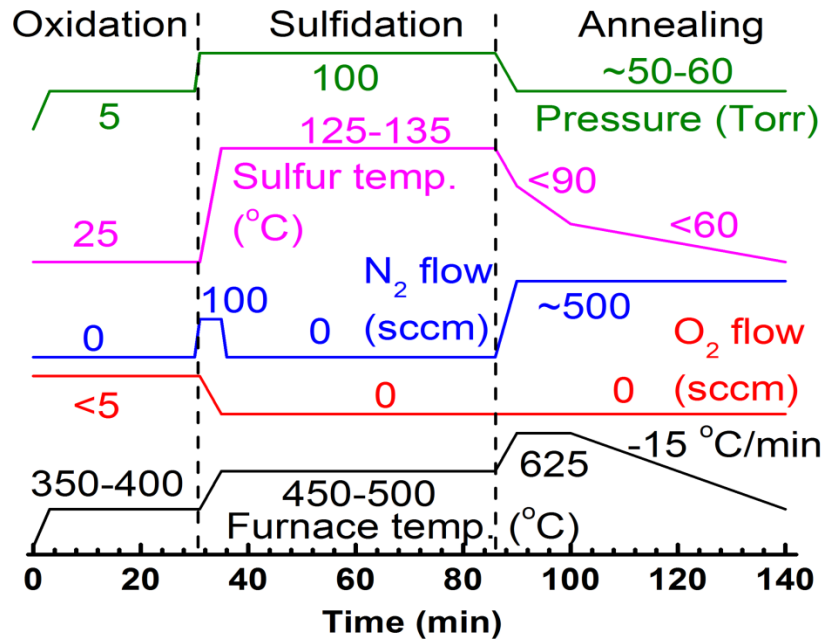 Oxidation Sulfidation Annealing
5 100 ~50-60
Pressure (Torr)
125-135
Sulfur temp.
(°C)
25 <90 <60
N₂ flow
(sccm)
0 100 0 ~500
O₂ flow
(sccm)
<5 0 0
350-400 450-500 625 -15 °C/min
Furnace temp. (°C)
0 20 40 60 80 100 120 140
Time (min)